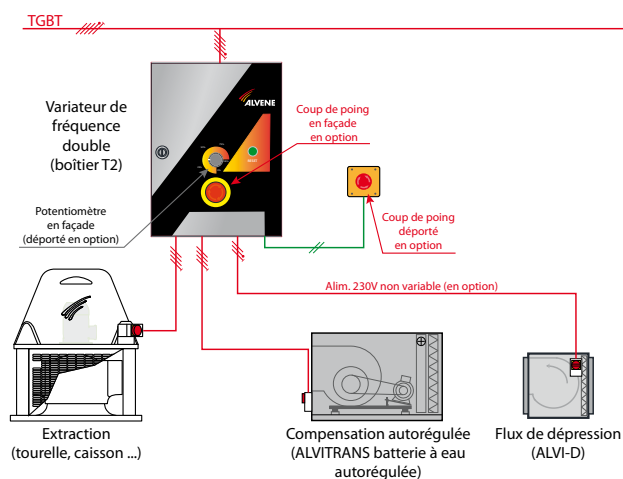 TGBT
ALVENE
Variateur de
fréquence
double
(boîtier T2)
Coup de poing
en façade
en option
Potentiomètre
en façade
(déporté en option)
Coup de poing
déporté
en option
Alim. 230V non variable (en option)
Extraction
(tourelle, caisson ...)
Compensation autorégulée
(ALVITRANS batterie à eau
autorégulée)
Flux de dépression
(ALVI-D)